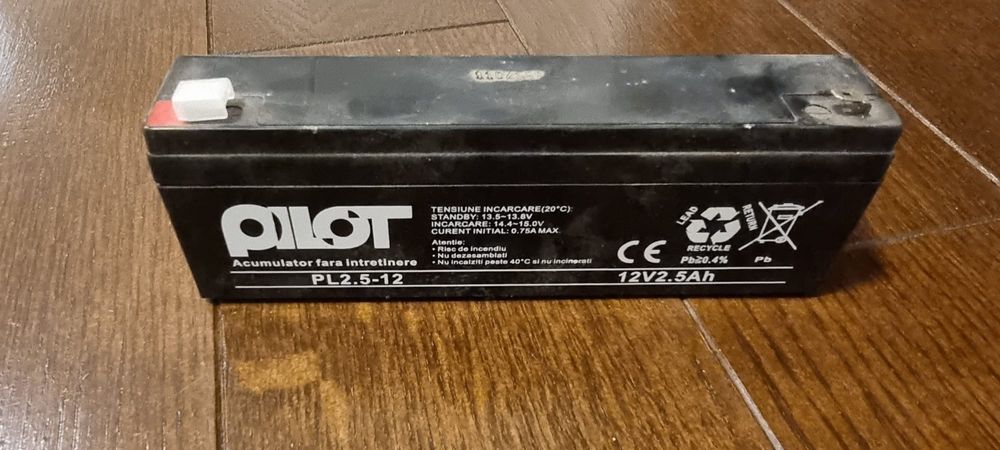 PILOT
Acumulator fara intretinere
PL2.5-12
TENSIUNE INCARCARE(20°C):
STANDBY: 13.5~13.8V
INCARCARE: 14.4~15.0V
CURENT INITIAL: 0.75A MAX.
Atentie:
• Risc de incendiu
• Nu dezasamblati
• Nu incalziti peste 40°C si nu incinerati
CE
LEAD
RETURN
RECYCLE
Pb≥0.4%
Pb
12V2.5Ah